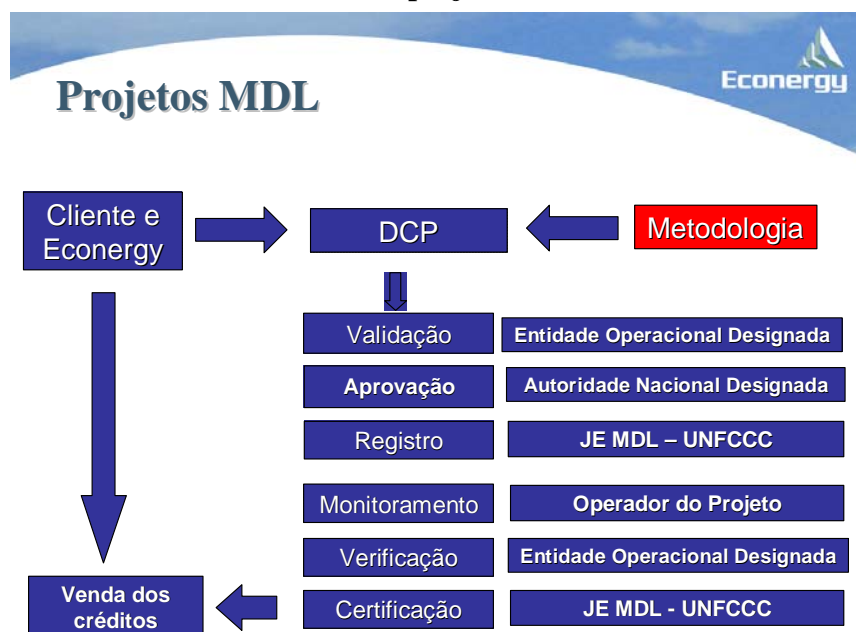 Econergy
Projetos MDL
Cliente e
Econergy
DCP
Metodologia
Validação
Entidade Operacional Designada
Aprovação
Autoridade Nacional Designada
Registro
JE MDL – UNFCCC
Monitoramento
Operador do Projeto
Verificação
Entidade Operacional Designada
Venda dos
créditos
Certificação
JE MDL - UNFCCC